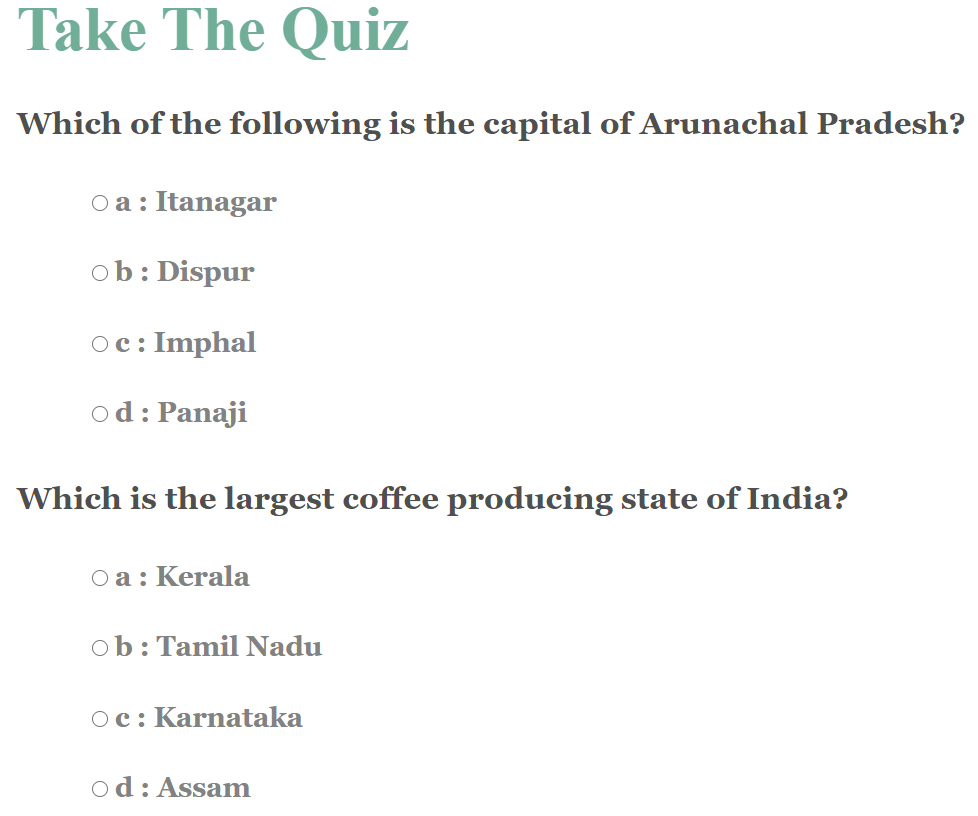 Take The Quiz
Which of the following is the capital of Arunachal Pradesh?
a : Itanagar
b : Dispur
c : Imphal
d : Panaji
Which is the largest coffee producing state of India?
a : Kerala
b : Tamil Nadu
c : Karnataka
d : Assam